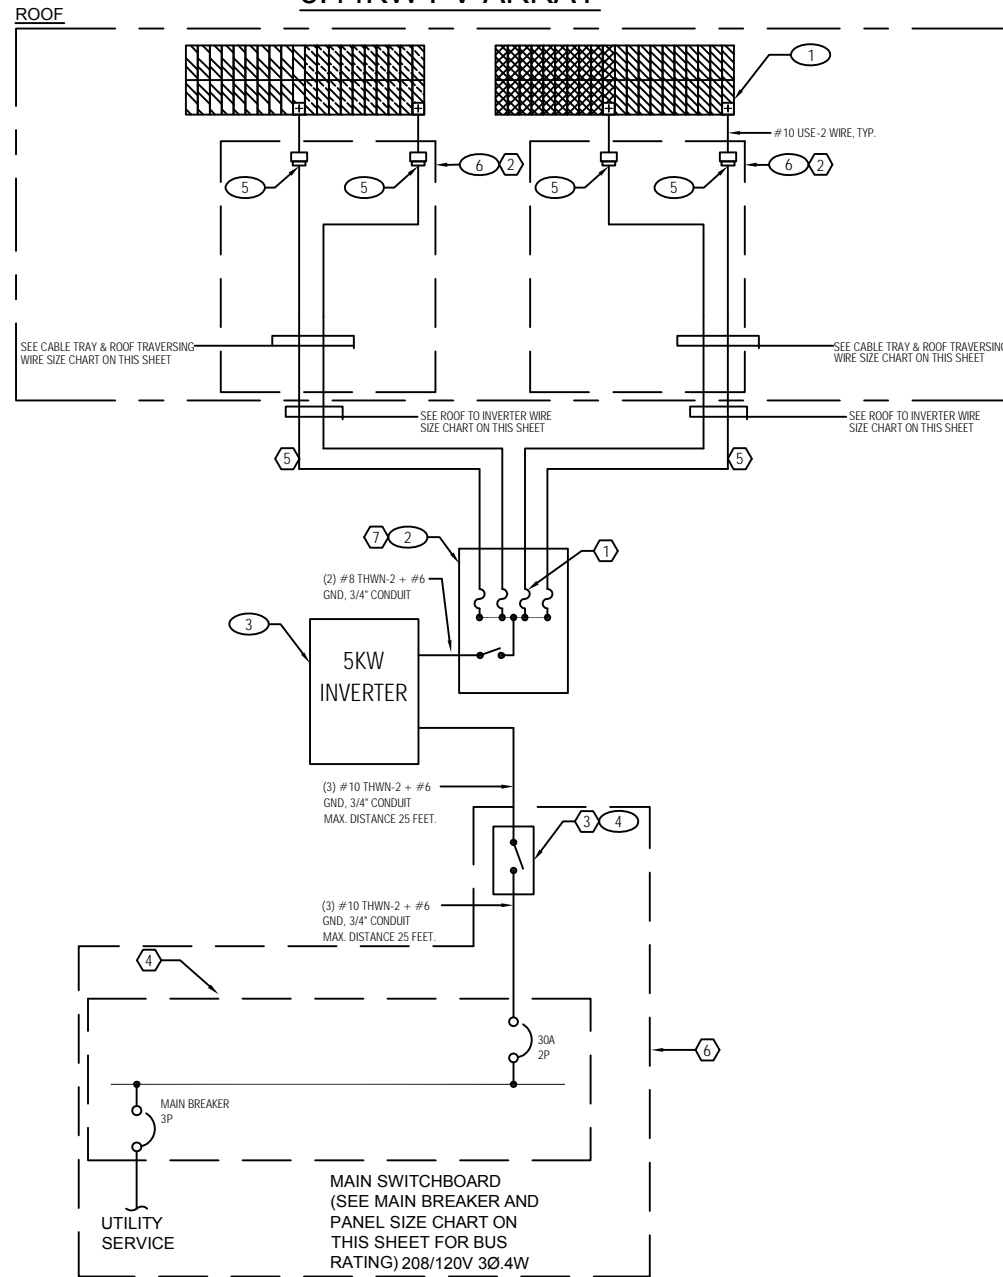 ROOF
1
#10 USE-2 WIRE, TYP.
5
5
6
2
5
5
6
2
SEE CABLE TRAY & ROOF TRAVERSING
WIRE SIZE CHART ON THIS SHEET
SEE CABLE TRAY & ROOF TRAVERSING
WIRE SIZE CHART ON THIS SHEET
SEE ROOF TO INVERTER WIRE
SIZE CHART ON THIS SHEET
SEE ROOF TO INVERTER WIRE
SIZE CHART ON THIS SHEET
5
5
7
2
1
(2) #8 THWN-2 + #6
GND, 3/4" CONDUIT
3
5KW
INVERTER
(3) #10 THWN-2 + #6
GND, 3/4" CONDUIT
MAX. DISTANCE 25 FEET.
3
4
(3) #10 THWN-2 + #6
GND, 3/4" CONDUIT
MAX. DISTANCE 25 FEET.
4
30A
2P
6
MAIN BREAKER
3P
MAIN SWITCHBOARD
(SEE MAIN BREAKER AND
PANEL SIZE CHART ON
THIS SHEET FOR BUS
RATING) 208/120V 3Ø.4W
UTILITY
SERVICE